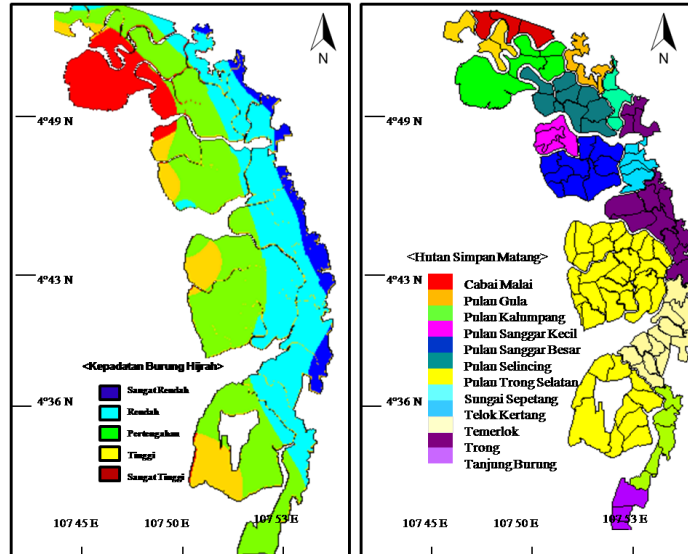 N
4°49
4°43
4°36
<Kepadatan Burung Hijrah>
Sangat Rendah
Rendah
Pertengahan
Tinggi
Sangat Tinggi
107 45 E
107 50 E
107 53 E
N
4°49
4°43
4°36
<Hutan Simpan Matang>
Cabai Malai
Pulau Gula
Pulau Kalumpang
Pulau Sanggar Kecil
Pulau Sanggar Besar
Pulau Selincing
Pulau Trong Selatan
Sungai Sepetang
Telok Kertang
Temerlok
Trong
Tanjung Burung
107 45 E
107 50 E
107 53 E